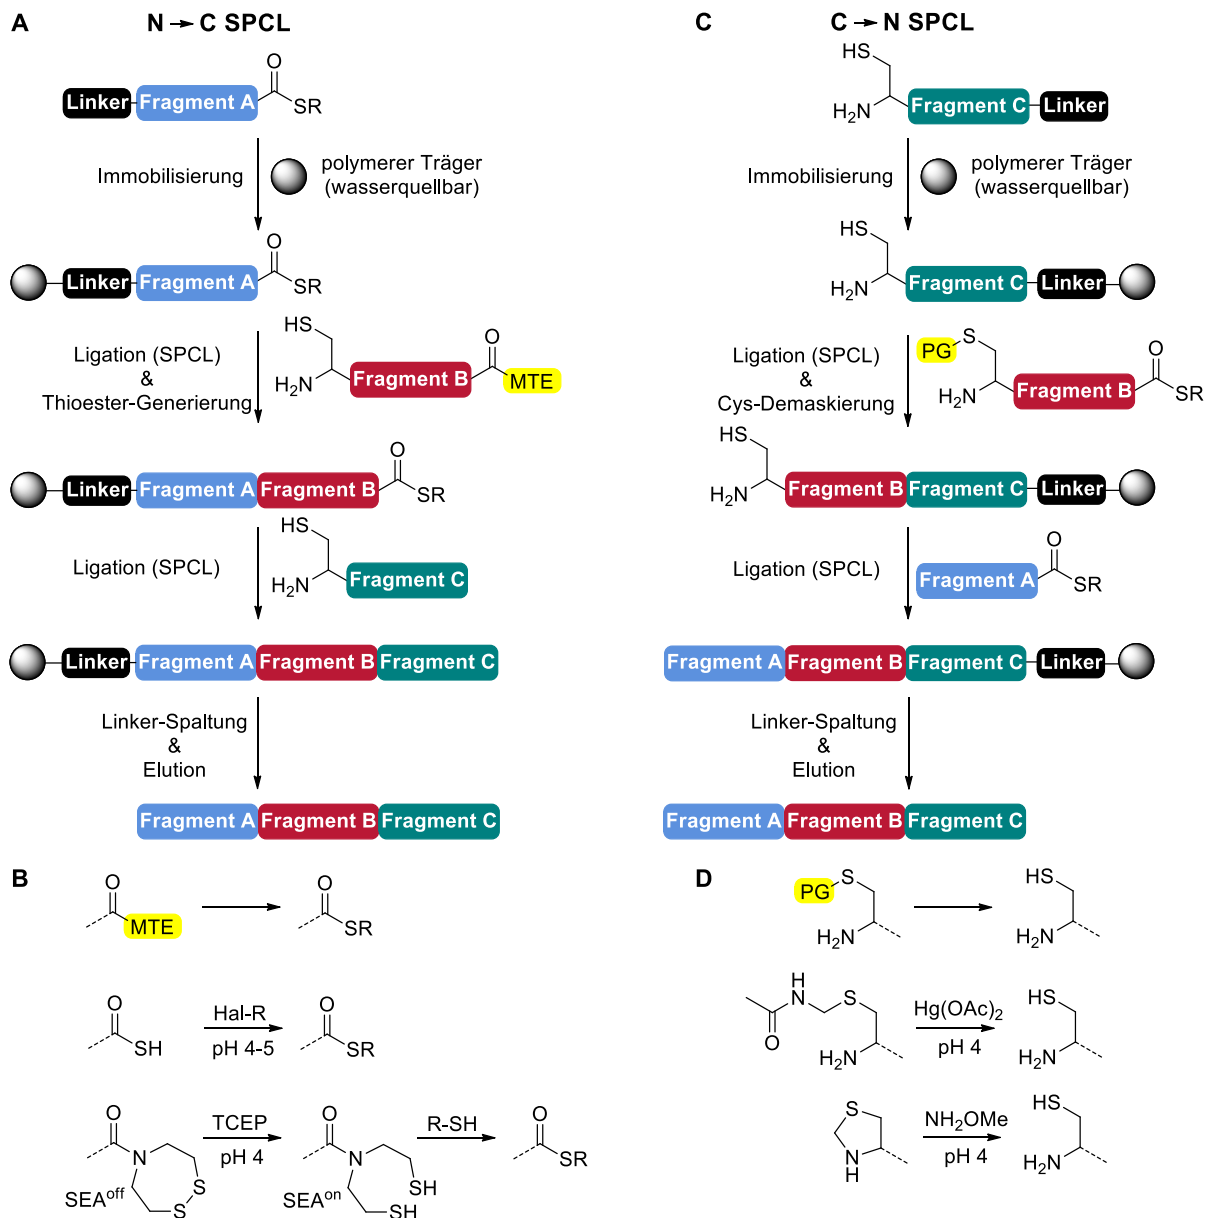 A
N → C SPCL
O
Linker
Fragment A
SR
Immobilisierung
polymerer Träger
(wasserquellbar)
O
Linker
Fragment A
SR
Ligation (SPCL)
&
Thioester-Generierung
HS
H2N
Fragment B
O
MTE
O
Linker
Fragment A
Fragment B
SR
Ligation (SPCL)
HS
H2N
Fragment C
Linker
Fragment A
Fragment B
Fragment C
Linker-Spaltung
&
Elution
Fragment A
Fragment B
Fragment C
C
C → N SPCL
HS
H2N
Fragment C
Linker
Immobilisierung
polymerer Träger
(wasserquellbar)
HS
H2N
Fragment C
Linker
Ligation (SPCL)
&
Cys-Demaskierung
PG
S
H2N
Fragment B
O
SR
HS
H2N
Fragment B
Fragment C
Linker
Ligation (SPCL)
Fragment A
O
SR
Fragment A
Fragment B
Fragment C
Linker
Linker-Spaltung
&
Elution
Fragment A
Fragment B
Fragment C
B
O
MTE
O
SR
O
SH
Hal-R
pH 4-5
O
SR
O
N
S
S
SEAoff
TCEP
pH 4
O
N
SH
SH
SEAon
R-SH
O
SR
D
PG
S
H2N
HS
H2N
H
N
S
O
H2N
Hg(OAc)2
pH 4
HS
H2N
S
N
H
NH2OMe
pH 4
HS
H2N